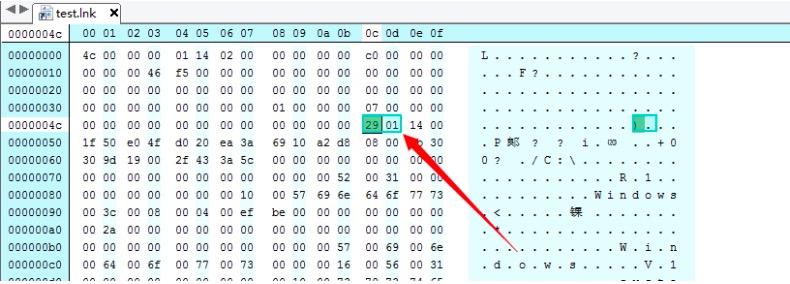 test.lnk
0000004c 00 01 02 03 04 05 06 07 08 09 0a 0b 0c 0d 0e 0f
00000000 4c 00 00 00 01 14 02 00 00 00 00 00 c0 00 00 00 L...........?...
00000010 00 00 00 46 f5 00 00 00 00 00 00 00 00 00 00 00 ...F?...........
00000020 00 00 00 00 00 00 00 00 00 00 00 00 00 00 00 00 ................
00000030 00 00 00 00 00 00 00 00 01 00 00 00 07 00 00 00 ................
0000004c 00 00 00 00 00 00 00 00 00 00 00 00 29 01 14 00 ............)...
00000050 1f 50 e0 4f d0 20 ea 3a 69 10 a2 d8 08 00 30 .P郞??i.∞..+0
00000060 30 9d 19 00 2f 43 3a 5c 00 00 00 00 00 00 00 00 0?../C:\........
00000070 00 00 00 00 00 00 00 00 00 00 00 52 00 31 00 00 ...........R.1..
00000080 00 00 00 00 00 00 00 10 00 57 69 6e 64 6f 77 73 .........Windows
00000090 00 3c 00 08 00 04 00 ef be 00 00 00 00 00 00 00 .<.....锞.......
000000a0 00 2a 00 00 00 00 00 00 00 00 00 00 00 00 00 00 .*..............
000000b0 00 00 00 00 00 00 00 00 00 00 00 57 00 69 00 6e ...........W.i.n
000000c0 00 64 00 6f 00 77 00 73 00 00 00 16 00 56 00 31 .d.o.w.s.....V.1